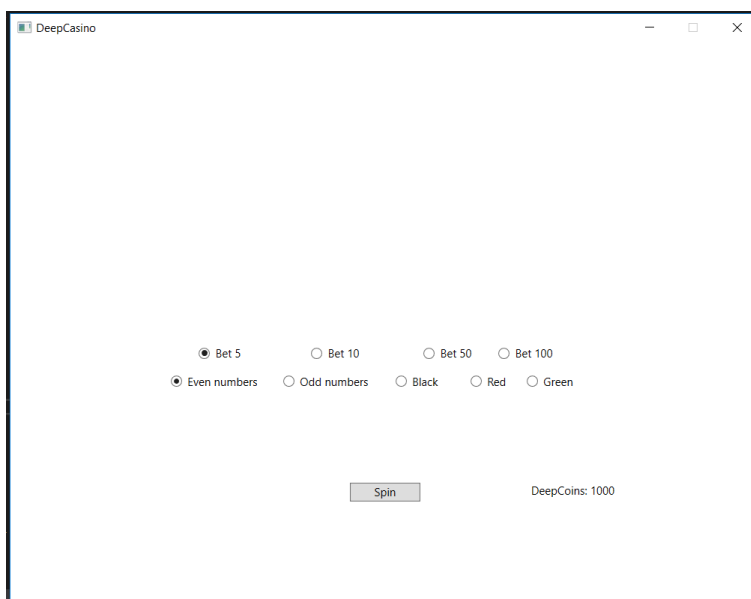 DeepCasino
Bet 5 Bet 10 Bet 50 Bet 100
Even numbers Odd numbers Black Red Green
Spin DeepCoins: 1000